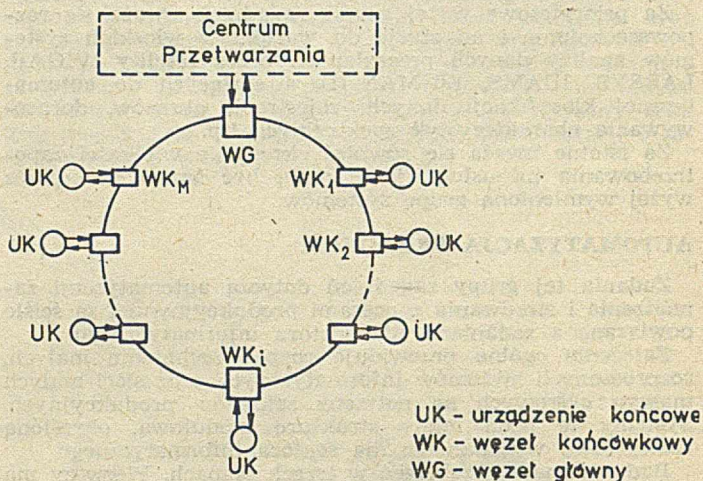 Centrum
Przetwarzania
WG
UK WK_M WK_1 UK
UK WK_2 UK
UK UK
WK_i
UK
UK - urządzenie końcowe
WK - węzeł końcówkowy
WG - węzeł główny